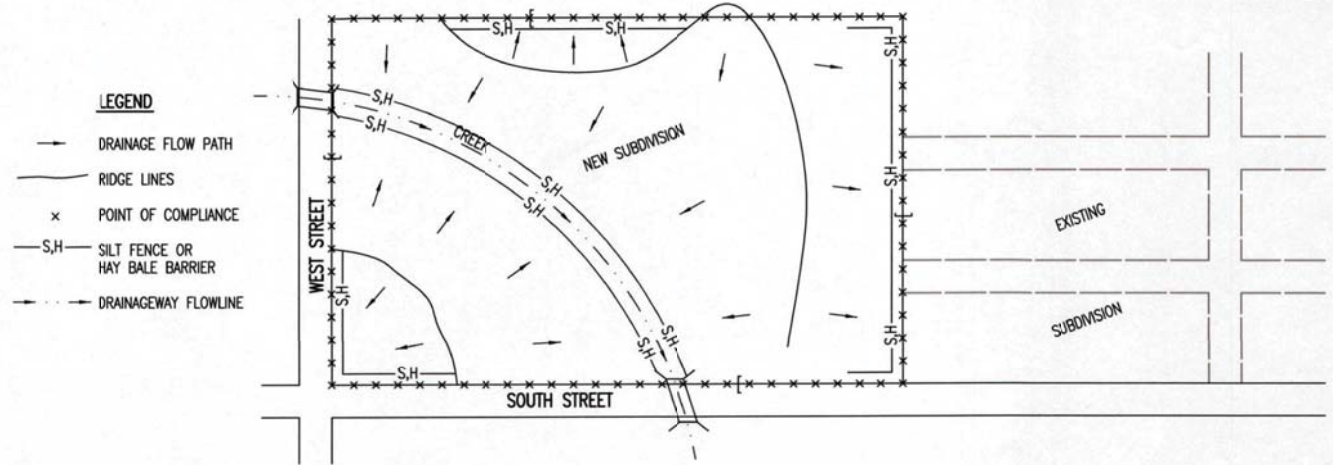 LEGEND
DRAINAGE FLOW PATH
RIDGE LINES
x POINT OF COMPLIANCE
S,H SILT FENCE OR
HAY BALE BARRIER
DRAINAGEWAY FLOWLINE
S,H
S,H
S,H
S,H
S,H
CREEK
NEW SUBDIVISION
S,H
S,H
S,H
WEST STREET
S,H
S,H
S,H
S,H
S,H
S,H
SOUTH STREET
EXISTING
SUBDIVISION